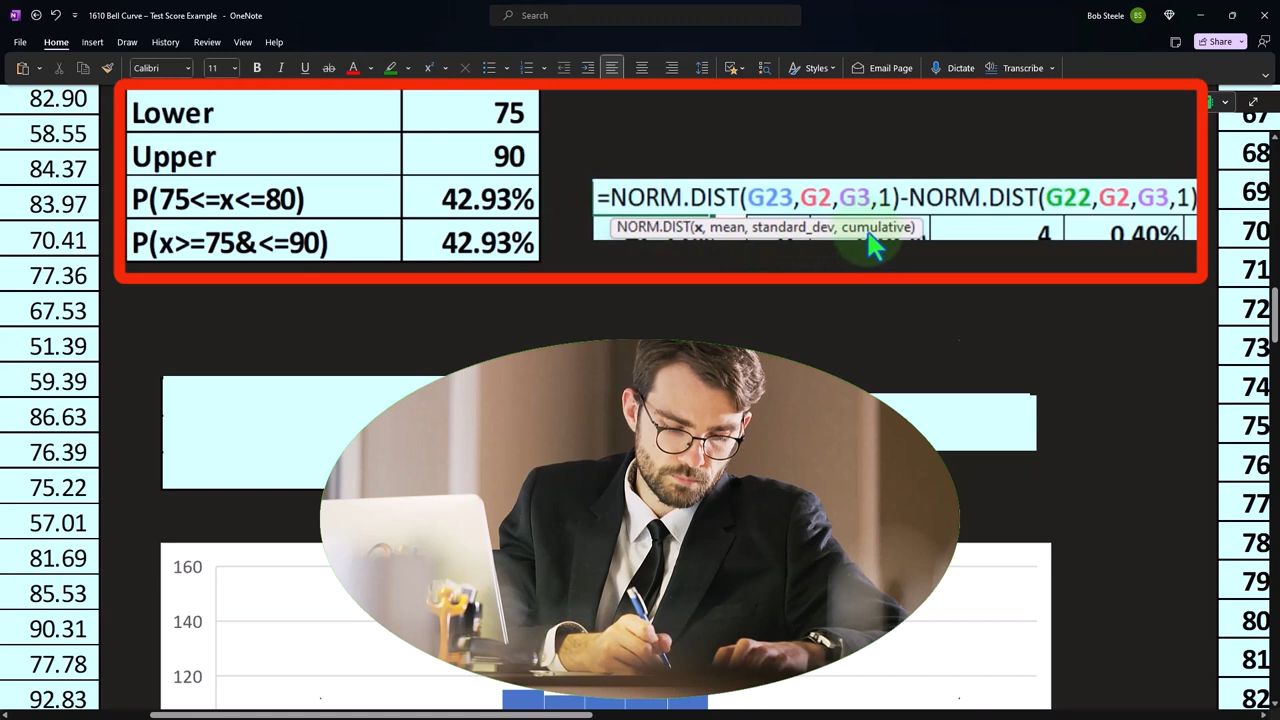 1610 Bell Curve – Test Score Example - OneNote
Search
Bob Steele
BS
File Home Insert Draw History Review View Help
Share
Calibri 11 B I U ab A x Styles Email Page Dictate Transcribe
82.90
58.55
84.37
83.97
70.41
77.36
67.53
51.39
59.39
86.63
76.39
75.22
57.01
81.69
85.53
90.31
77.78
92.83
Lower 75
Upper 90
P(75<=x<=80) 42.93%
P(x>=75&<=90) 42.93%
=NORM.DIST(G23,G2,G3,1)-NORM.DIST(G22,G2,G3,1)
NORM.DIST(x, mean, standard_dev, cumulative)
4 0.40%
160
140
120
67
68
69
70
71
72
73
74
75
76
77
78
79
80
81
82